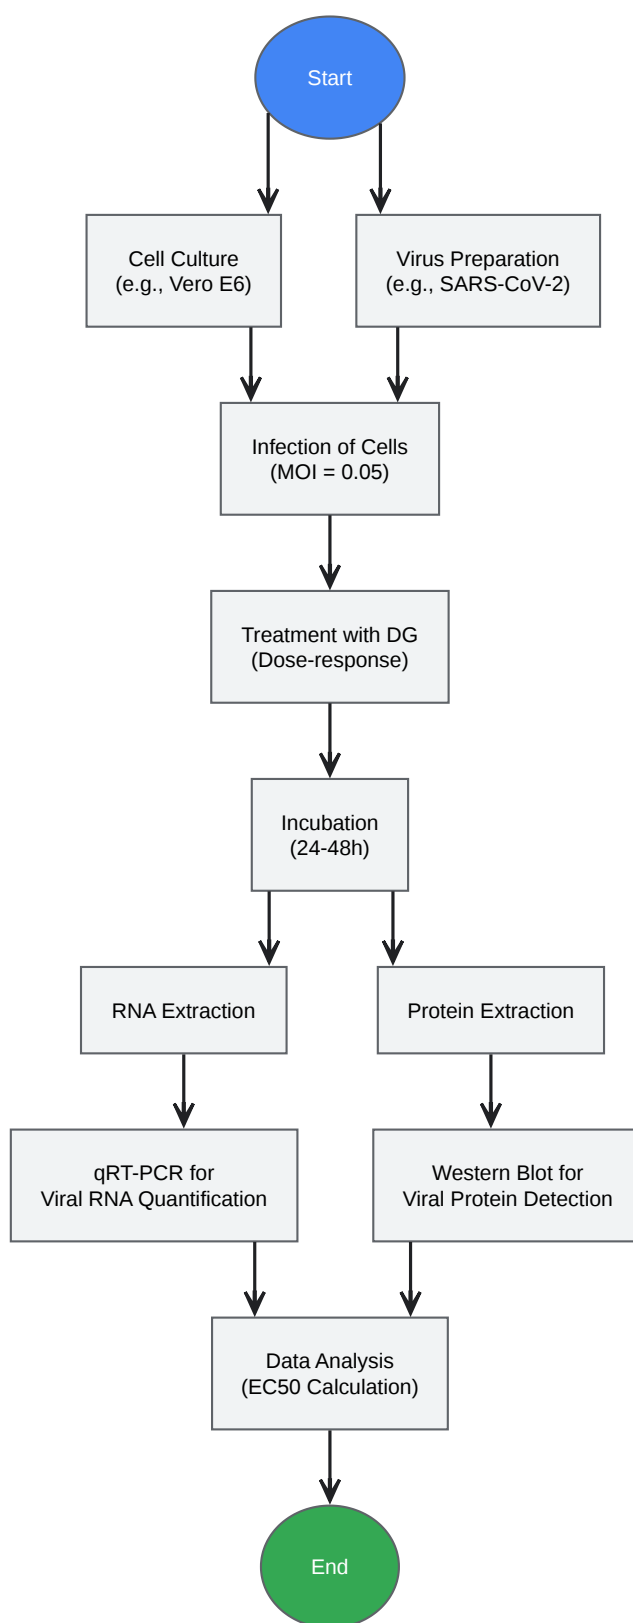 Start
Cell Culture
(e.g., Vero E6)
Virus Preparation
(e.g., SARS-CoV-2)
Infection of Cells
(MOI = 0.05)
Treatment with DG
(Dose-response)
Incubation
(24-48h)
RNA Extraction
Protein Extraction
qRT-PCR for
Viral RNA Quantification
Western Blot for
Viral Protein Detection
Data Analysis
(EC50 Calculation)
End